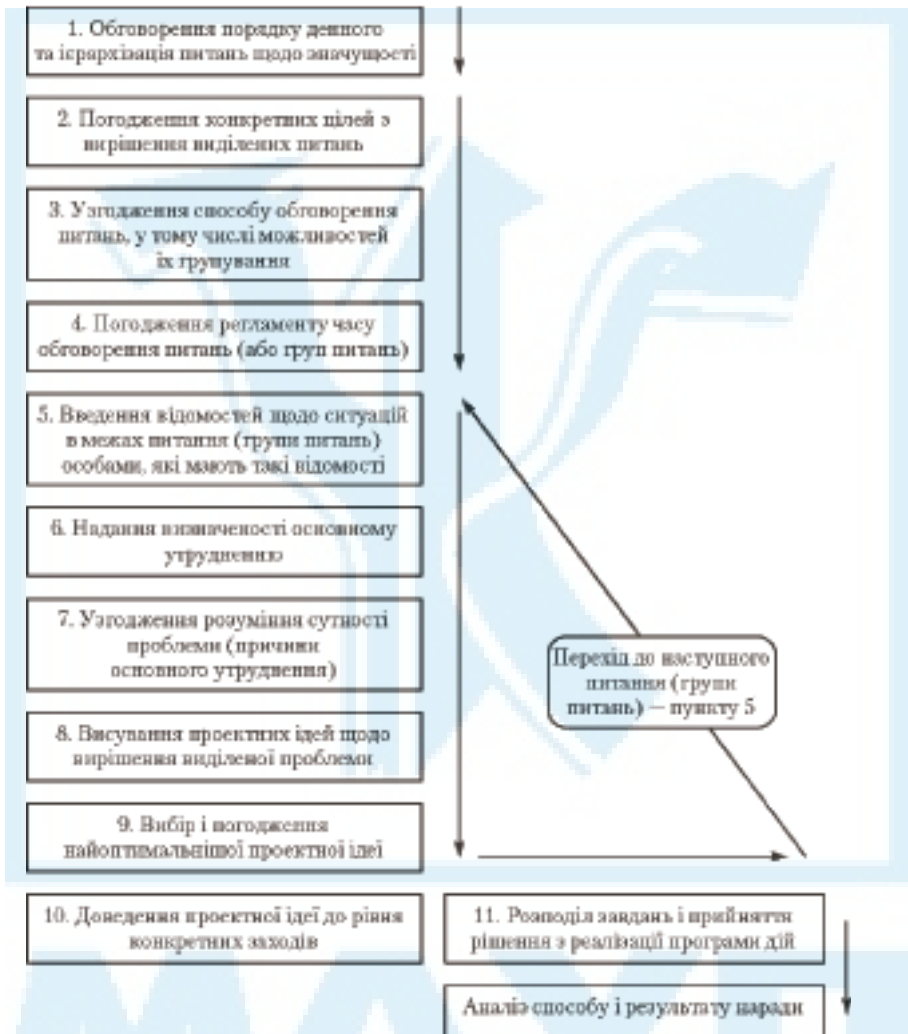 1. Обговорення порядку денного
та ієрархізація питань щодо значущості
2. Погодження конкретних цілей з
вирішення виділених питань
3. Узгодження способу обговорення
питань, у тому числі можливостей
їх групування
4. Погодження регламенту часу
обговорення питань (або груп питань)
5. Введення відомостей щодо ситуацій
в межах питання (групи питань)
особами, які мають такі відомості
6. Надання визначеності основному
утрудненню
7. Узгодження розуміння сутності
проблеми (причини
основного утруднення)
Перехід до наступного
питання (групи
питань) — пункту 5
8. Висування проектних ідей щодо
вирішення виділеної проблеми
9. Вибір і погодження
найоптимальнішої проектної ідеї
10. Доведення проектної ідеї до рівня
конкретних заходів
11. Розподіл завдань і прийняття
рішення з реалізації програми дій
Аналіз способу і результату наради